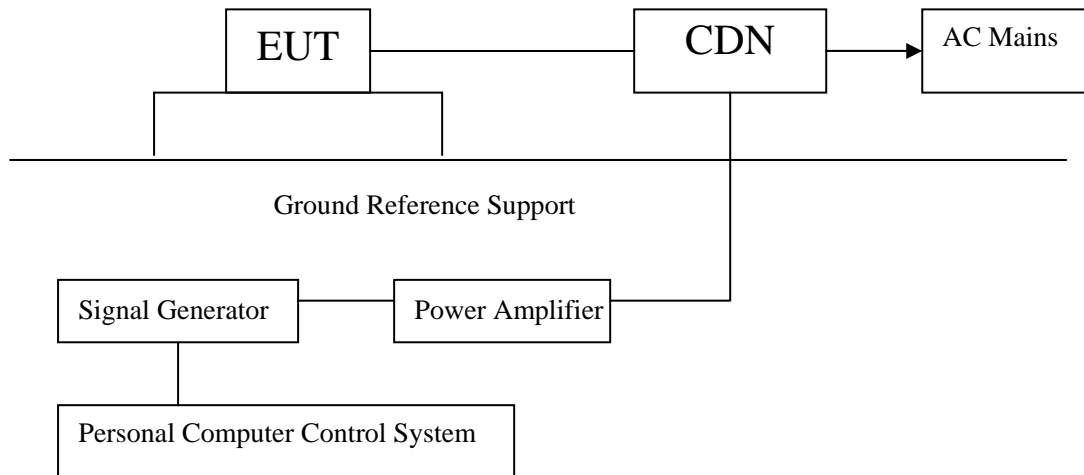 EUT
CDN
AC Mains
Ground Reference Support
Signal Generator
Power Amplifier
Personal Computer Control System